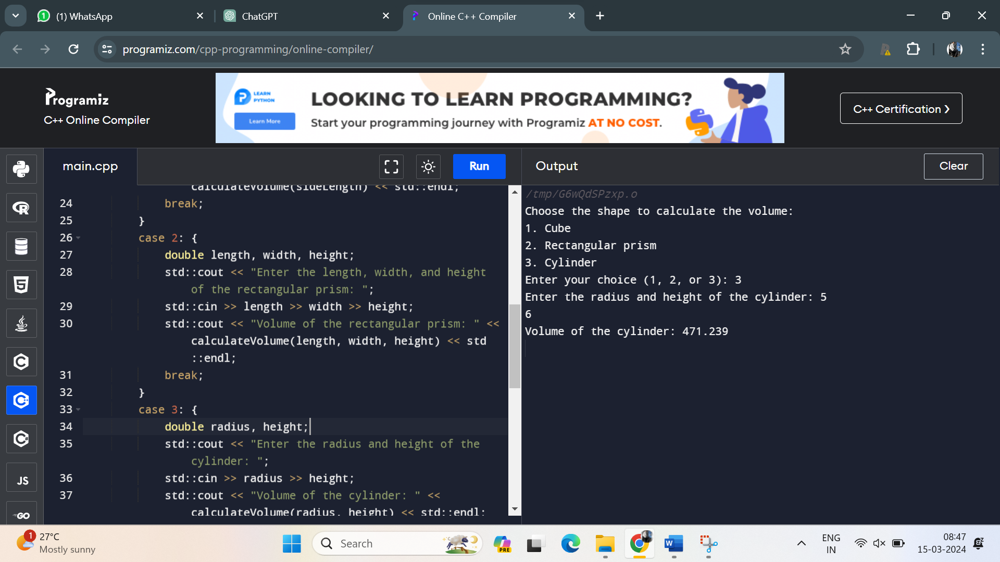 1 (1) WhatsApp
ChatGPT
Online C++ Compiler
programiz.com/cpp-programming/online-compiler/
Programiz
C++ Online Compiler
LEARN
PYTHON
Learn More
LOOKING TO LEARN PROGRAMMING?
Start your programming journey with Programiz AT NO COST.
C++ Certification ❯
main.cpp
Run
Output
Clear
calculateVolume(sideLength) << std::endl;
24 break;
25 }
26 case 2: {
27 double length, width, height;
28 std::cout << "Enter the length, width, and height
of the rectangular prism: ";
29 std::cin >> length >> width >> height;
30 std::cout << "Volume of the rectangular prism: " <<
calculateVolume(length, width, height) << std
::endl;
31 break;
32 }
33 case 3: {
34 double radius, height;
35 std::cout << "Enter the radius and height of the
cylinder: ";
36 std::cin >> radius >> height;
37 std::cout << "Volume of the cylinder: " <<
calculateVolume(radius, height) << std::endl;
/tmp/G6wQdSPzxp.o
Choose the shape to calculate the volume:
1. Cube
2. Rectangular prism
3. Cylinder
Enter your choice (1, 2, or 3): 3
Enter the radius and height of the cylinder: 5
6
Volume of the cylinder: 471.239
R
5
C
C++
C#
JS
GO
1
27°C
Mostly sunny
Search
PRE
W
ENG
IN
08:47
15-03-2024